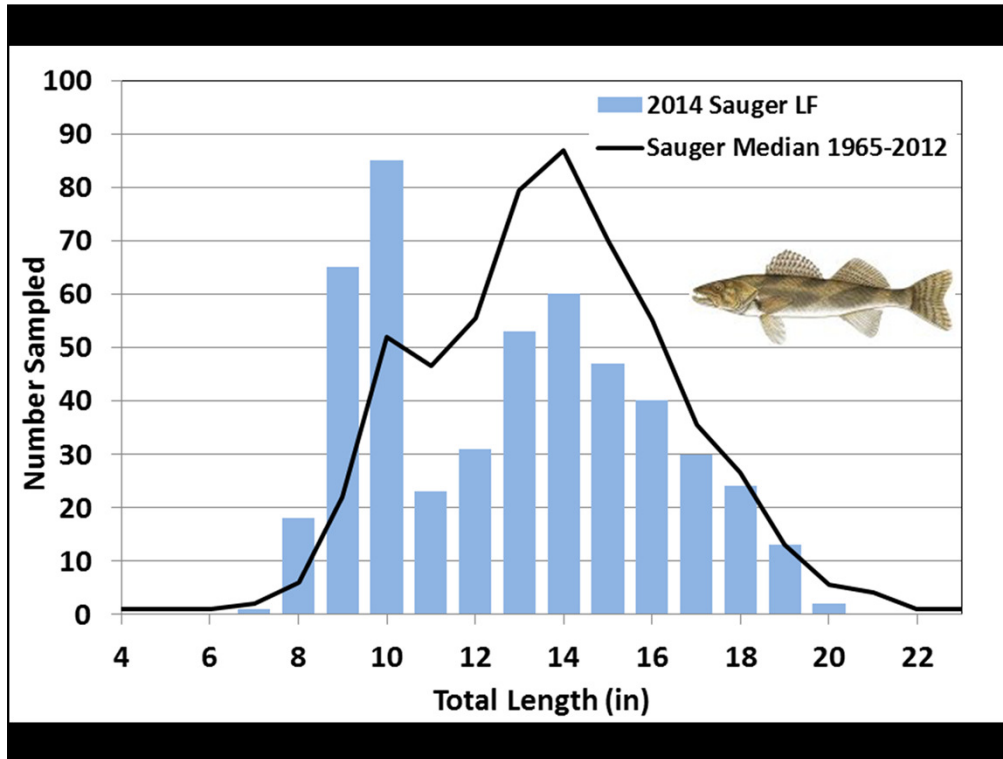 100
90
80
70
60
50
40
30
20
10
0
Number Sampled
2014 Sauger LF
Sauger Median 1965-2012
4 6 8 10 12 14 16 18 20 22
Total Length (in)